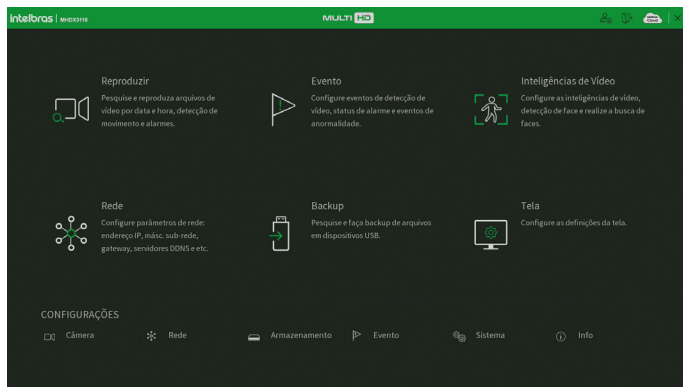 intelbras | MHDX3116 MULTI HD Intelbras Cloud
Reproduzir
Pesquise e reproduza arquivos de
vídeo por data e hora, detecção de
movimento e alarmes.
Evento
Configure eventos de detecção de
vídeo, status de alarme e eventos de
anormalidade.
Inteligências de Vídeo
Configure as inteligências de vídeo,
detecção de face e realize a busca de
faces.
Rede
Configure parâmetros de rede:
endereço IP, másc. sub-rede,
gateway, servidores DDNS e etc.
Backup
Pesquise e faça backup de arquivos
em dispositivos USB.
Tela
Configure as definições da tela.
CONFIGURAÇÕES
Câmera Rede Armazenamento Evento Sistema Info